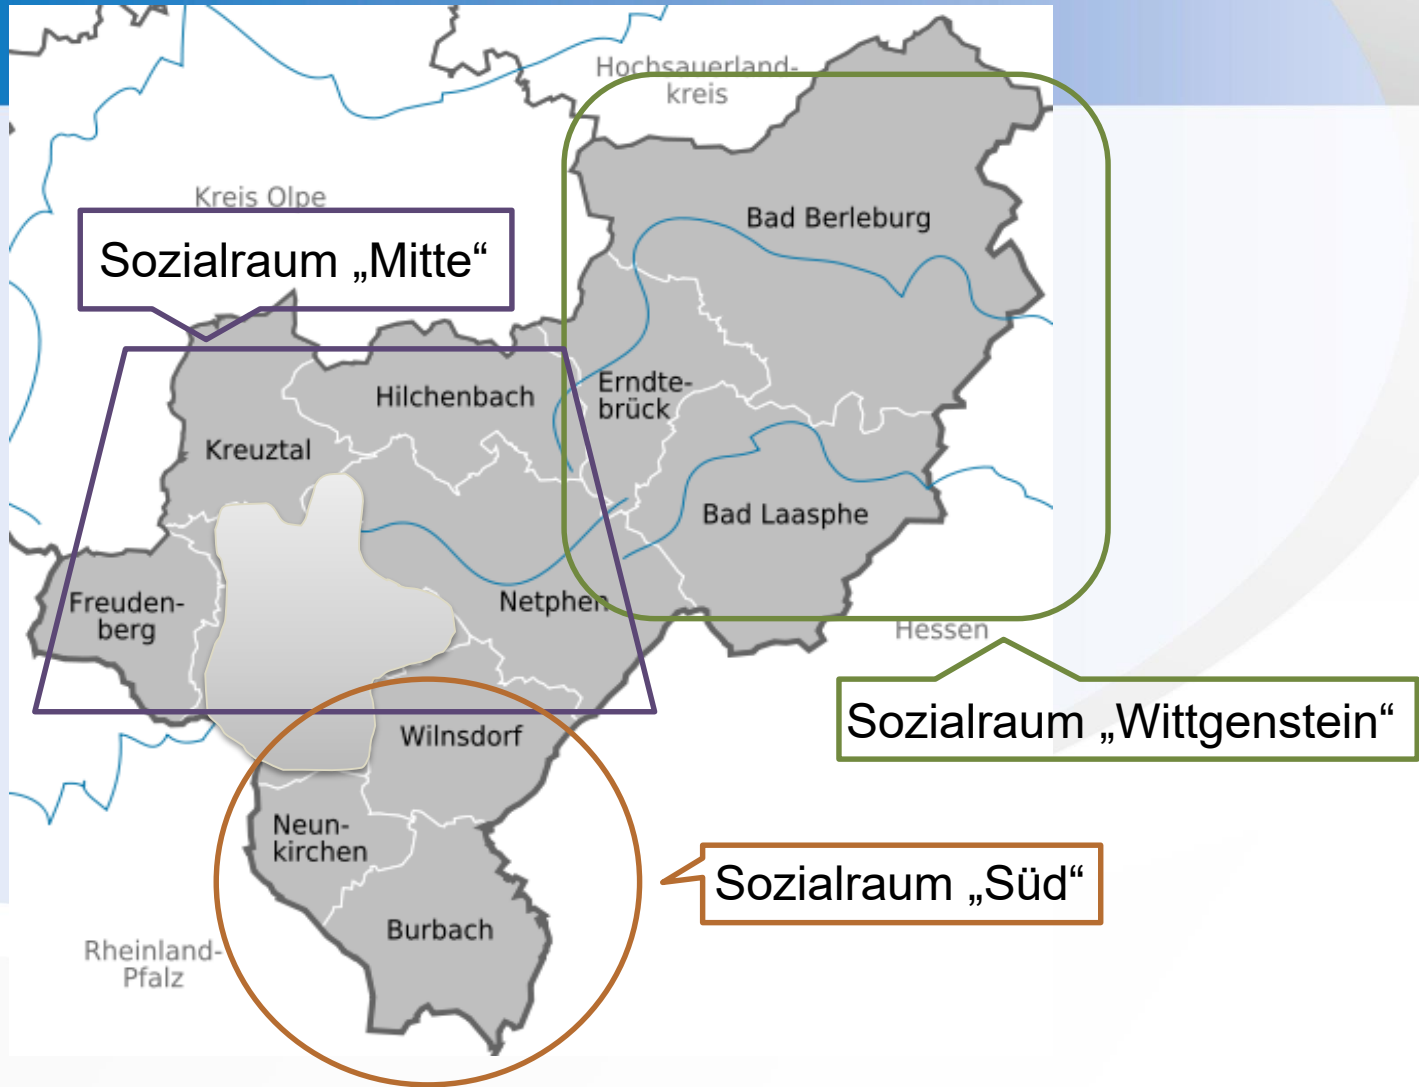 Hochsauerland-
kreis
Kreis Olpe
Bad Berleburg
Sozialraum „Mitte“
Erndte-
brück
Hilchenbach
Kreuztal
Bad Laasphe
Freuden-
berg
Netphen
Hessen
Sozialraum „Wittgenstein“
Wilnsdorf
Neun-
kirchen
Sozialraum „Süd“
Burbach
Rheinland-
Pfalz